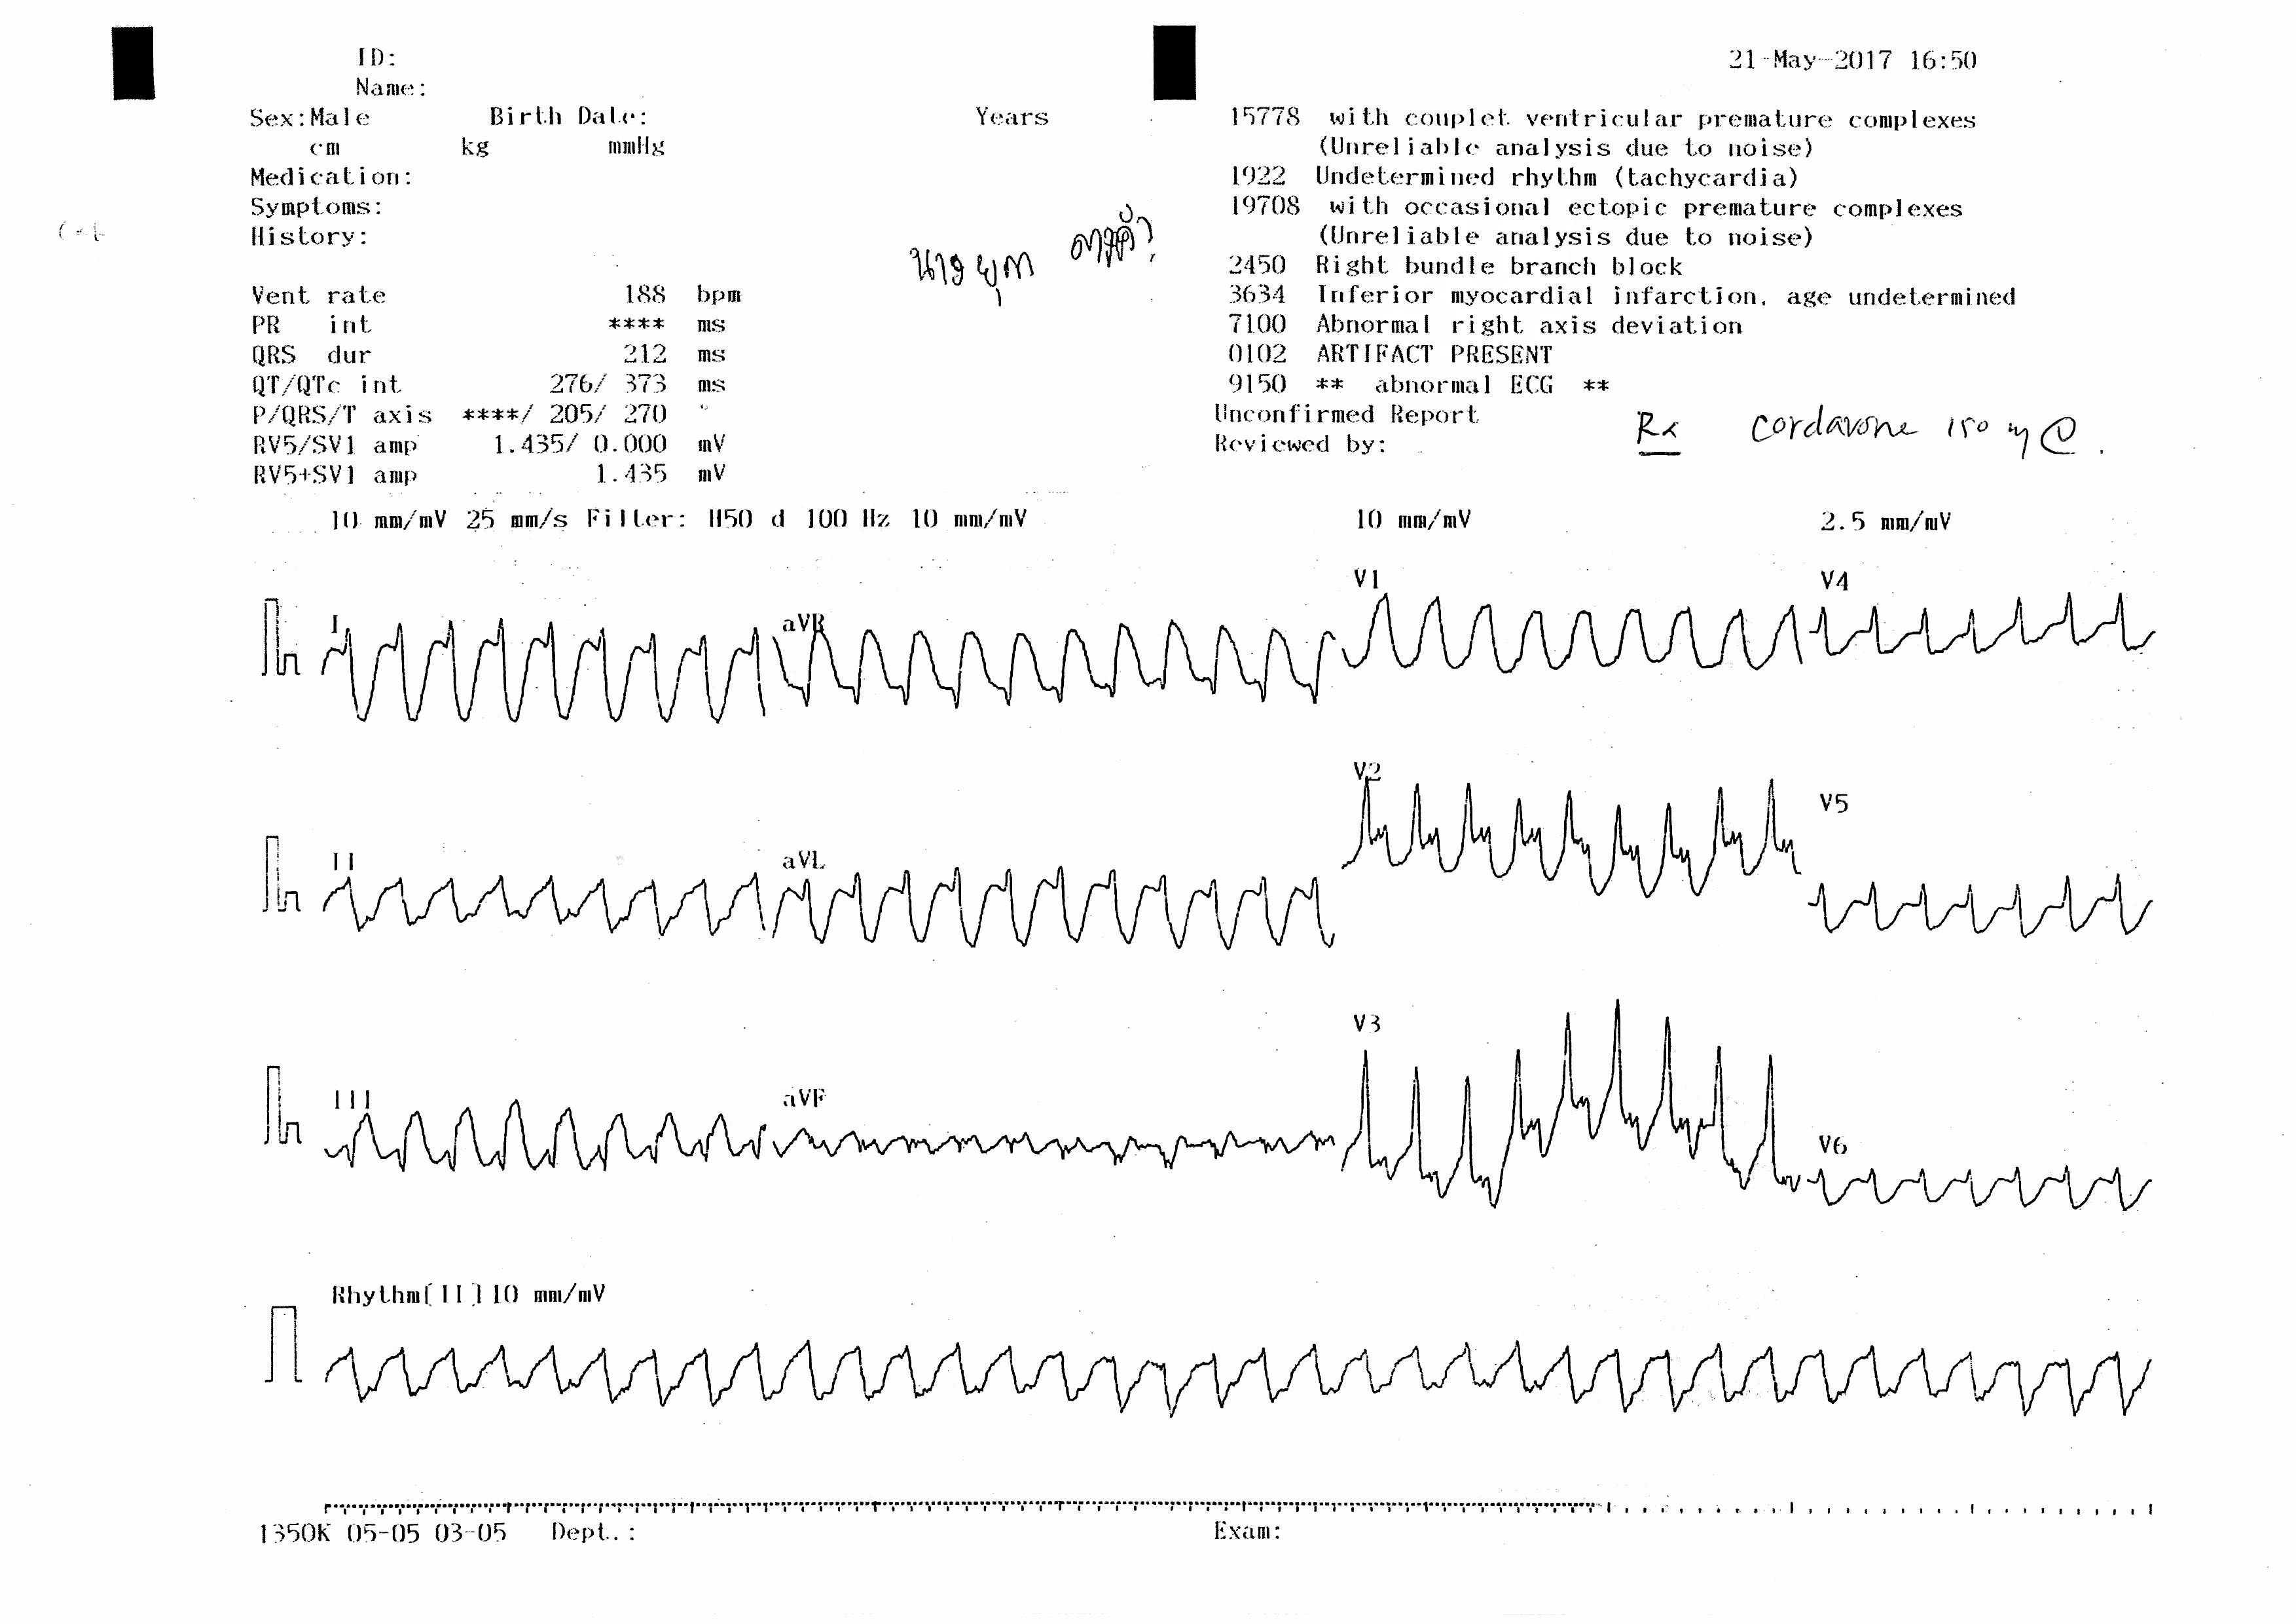 ID:
Name:
Sex:Male Birth Date: Years
cm kg mmHg
Medication:
Symptoms:
History:
Vent rate 188 bpm
PR int **** ms
QRS dur 212 ms
QT/QTc int 276/ 373 ms
P/QRS/T axis ****/ 205/ 270 °
RV5/SV1 amp 1.435/ 0.000 mV
RV5+SV1 amp 1.435 mV
21-May-2017 16:50
15778 with couplet ventricular premature complexes
(Unreliable analysis due to noise)
1922 Undetermined rhythm (tachycardia)
19708 with occasional ectopic premature complexes
(Unreliable analysis due to noise)
2450 Right bundle branch block
3634 Inferior myocardial infarction, age undetermined
7100 Abnormal right axis deviation
0102 ARTIFACT PRESENT
9150 ** abnormal ECG **
Unconfirmed Report
Reviewed by:
Rx cordarone 150 mg
10 mm/mV 25 mm/s Filter: H50 d 100 Hz 10 mm/mV 10 mm/mV 2.5 mm/mV
I aVR V1 V4
II aVL V2 V5
III aVF V3 V6
Rhythm[II]10 mm/mV
1350K 05-05 03-05 Dept.: Exam: